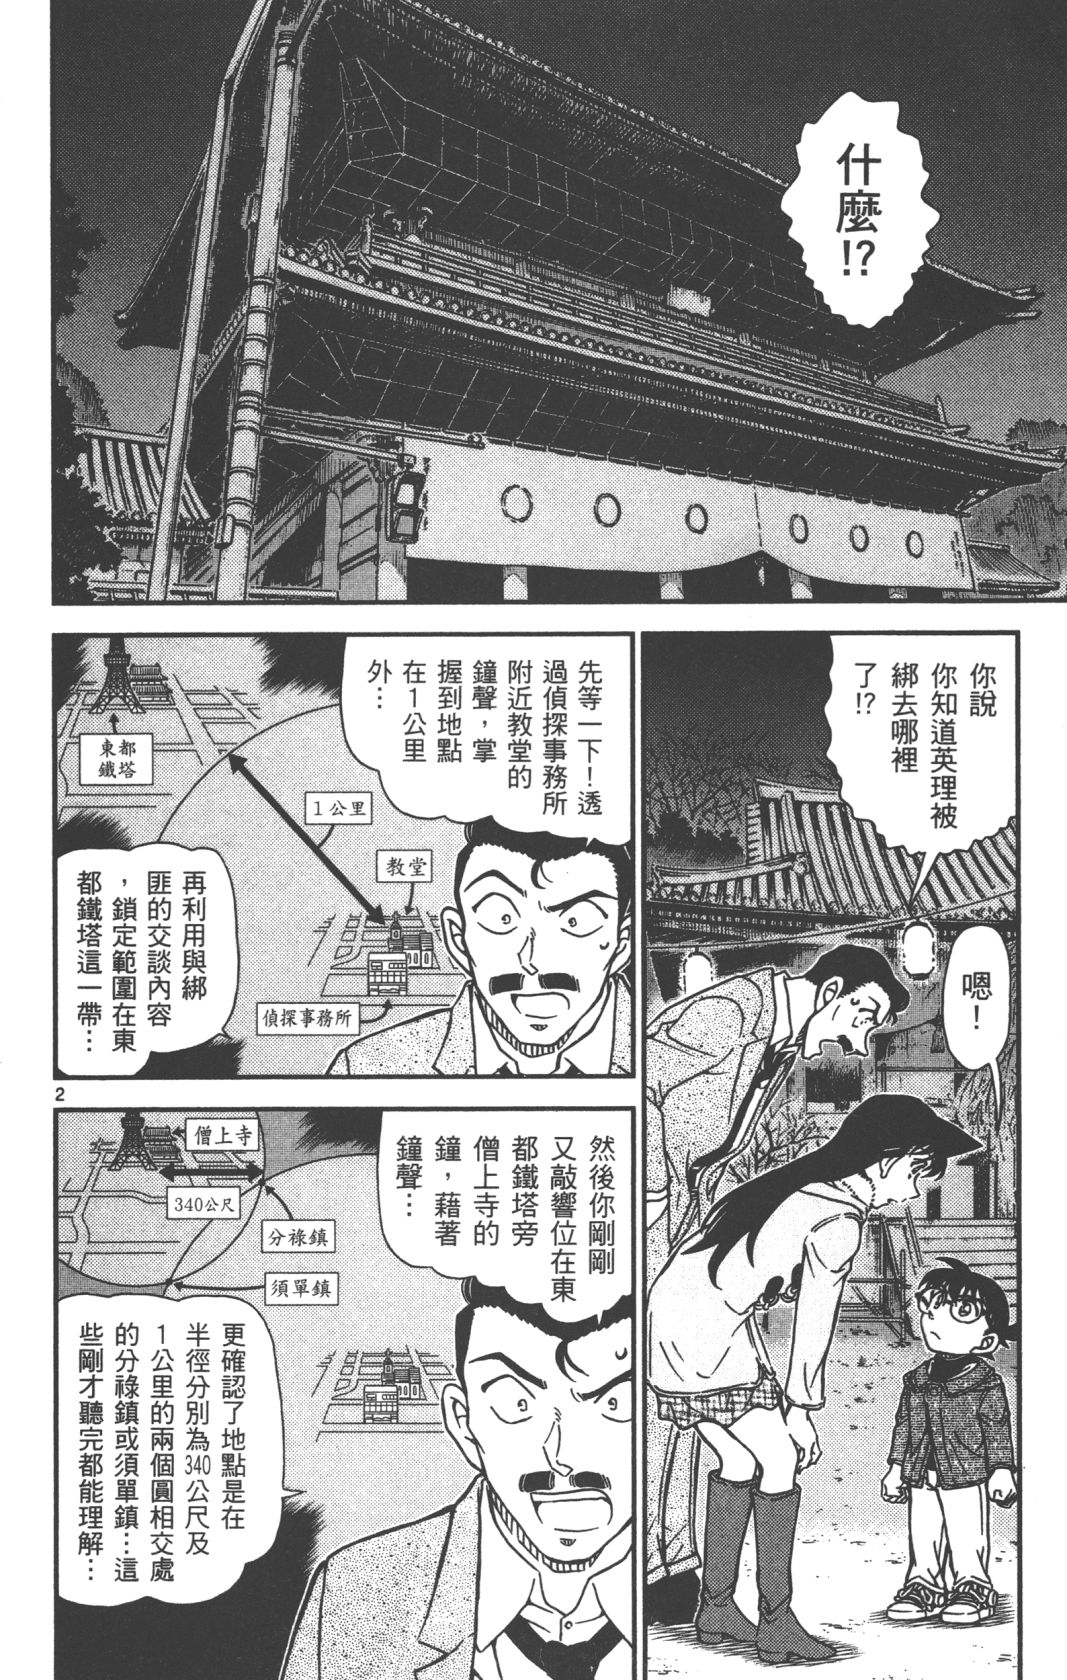 什麼!?
你說
你知道英理被
綁去哪裡
了!?
嗯!
先等一下!透
過偵探事務所
附近教堂的
鐘聲，掌
握到地點
在1公里
外…
東都
鐵塔
1公里
教堂
偵探事務所
再利用與綁
匪的交談內容
，鎖定範圍在東
都鐵塔這一帶…
2
然後你剛剛
又敲響位在東
都鐵塔旁
僧上寺的
鐘，藉著
鐘聲…
僧上寺
340公尺
分祿鎮
須單鎮
更確認了地點是在
半徑分別為340公尺及
1公里的兩個圓相交處
的分祿鎮或須單鎮…這
些剛才聽完都能理解…